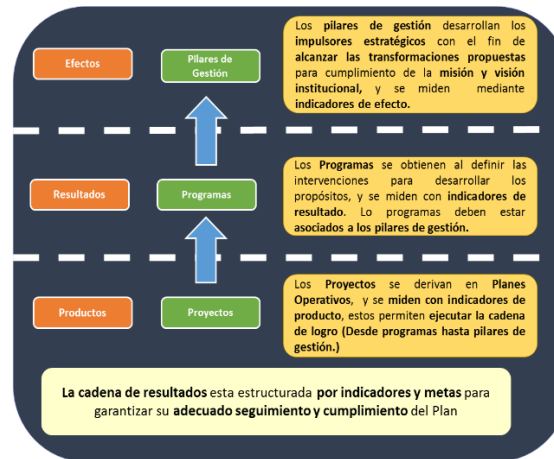 Efectos
Pilares de
Gestión
Los pilares de gestión desarrollan los
impulsores estratégicos con el fin de
alcanzar las transformaciones propuestas
para cumplimiento de la misión y visión
institucional, y se miden mediante
indicadores de efecto.
Resultados
Programas
Los Programas se obtienen al definir las
intervenciones para desarrollar los
propósitos, y se miden con indicadores de
resultado. Lo programas deben estar
asociados a los pilares de gestión.
Productos
Proyectos
Los Proyectos se derivan en Planes
Operativos, y se miden con indicadores de
producto, estos permiten ejecutar la cadena
de logro (Desde programas hasta pilares de
gestión.)
La cadena de resultados esta estructurada por indicadores y metas para
garantizar su adecuado seguimiento y cumplimiento del Plan